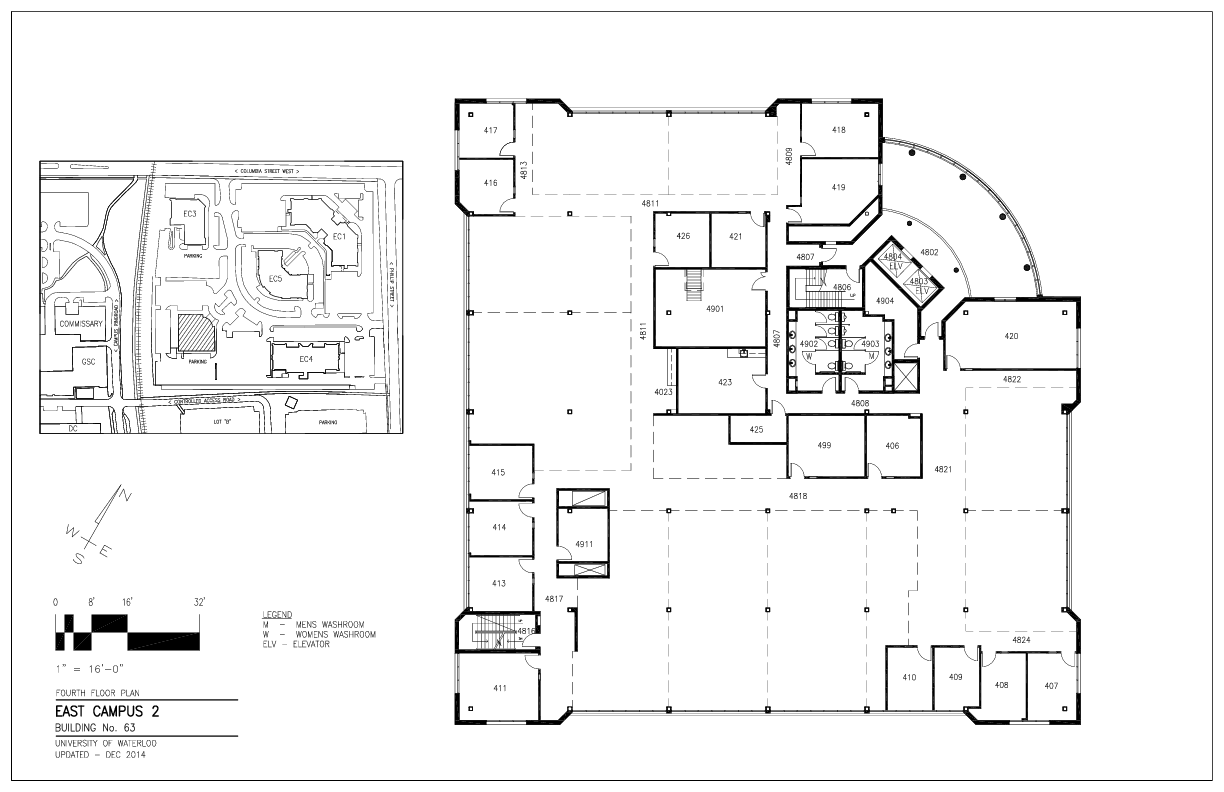 < COLUMBIA STREET WEST >
EC3
EC1
PARKING
EC5
< PHILLIP STREET >
COMMISSARY
< CAMPUS RINGROAD >
GSC
PARKING
EC4
< CONTROLLED ACCESS ROAD >
DC
LOT "B"
PARKING
N
W
E
S
0 8' 16' 32'
1" = 16'-0"
LEGEND
M – MENS WASHROOM
W – WOMENS WASHROOM
ELV – ELEVATOR
FOURTH FLOOR PLAN
EAST CAMPUS 2
BUILDING No. 63
UNIVERSITY OF WATERLOO
UPDATED – DEC 2014
417
418
4813
4809
416
419
4811
426
421
4807
4802
4804
ELV
4803
ELV
4806
UP
4904
4901
4811
4807
4902
W
4903
M
420
423
4023
4822
4808
425
499
406
4821
415
4818
414
4911
413
4817
4816
4824
411
410
409
408
407